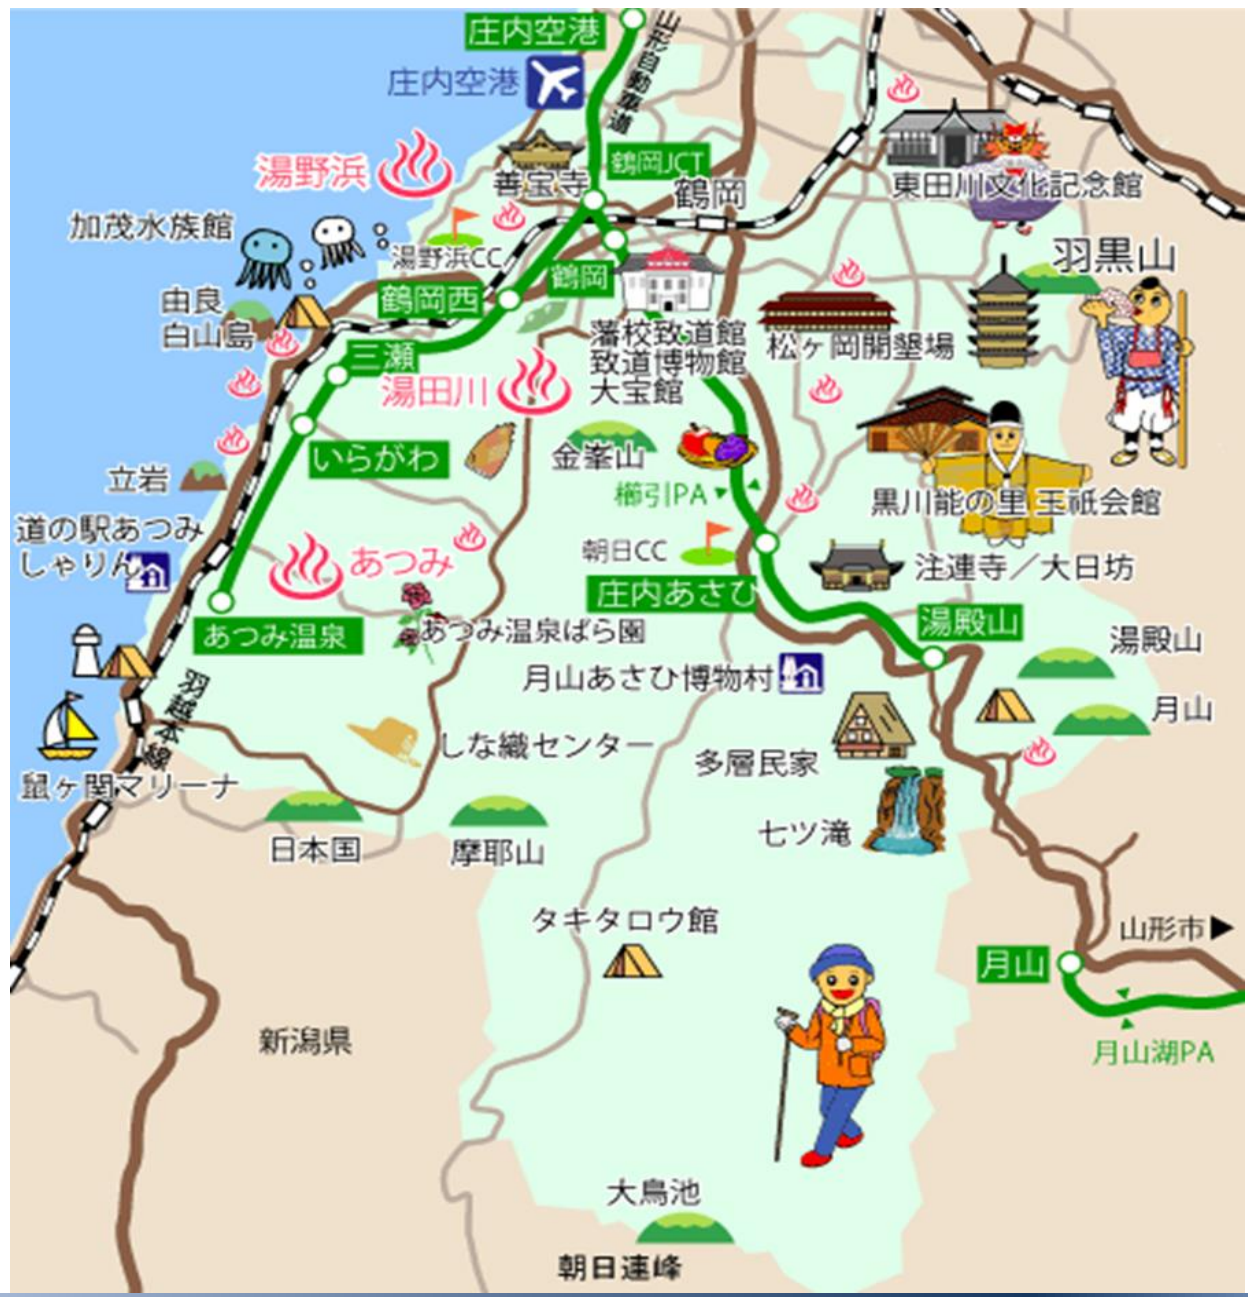 庄内空港
庄内空港
山形自動車道
鶴岡JCT
湯野浜
善宝寺
鶴岡
東田川文化記念館
加茂水族館
湯野浜CC
羽黒山
鶴岡
鶴岡西
由良
白山島
藩校致道館
致道博物館
大宝館
松ヶ岡開墾場
三瀬
湯田川
いらがわ
金峯山
櫛引PA
立岩
黒川能の里 王祇会館
道の駅あつみ
しゃりん
あつみ
朝日CC
注連寺／大日坊
庄内あさひ
あつみ温泉
あつみ温泉ばら園
湯殿山
湯殿山
月山あさひ博物村
月山
羽越本線
しな織センター
多層民家
鼠ヶ関マリーナ
七ツ滝
日本国
摩耶山
タキタロウ館
山形市
月山
新潟県
月山湖PA
大鳥池
朝日連峰